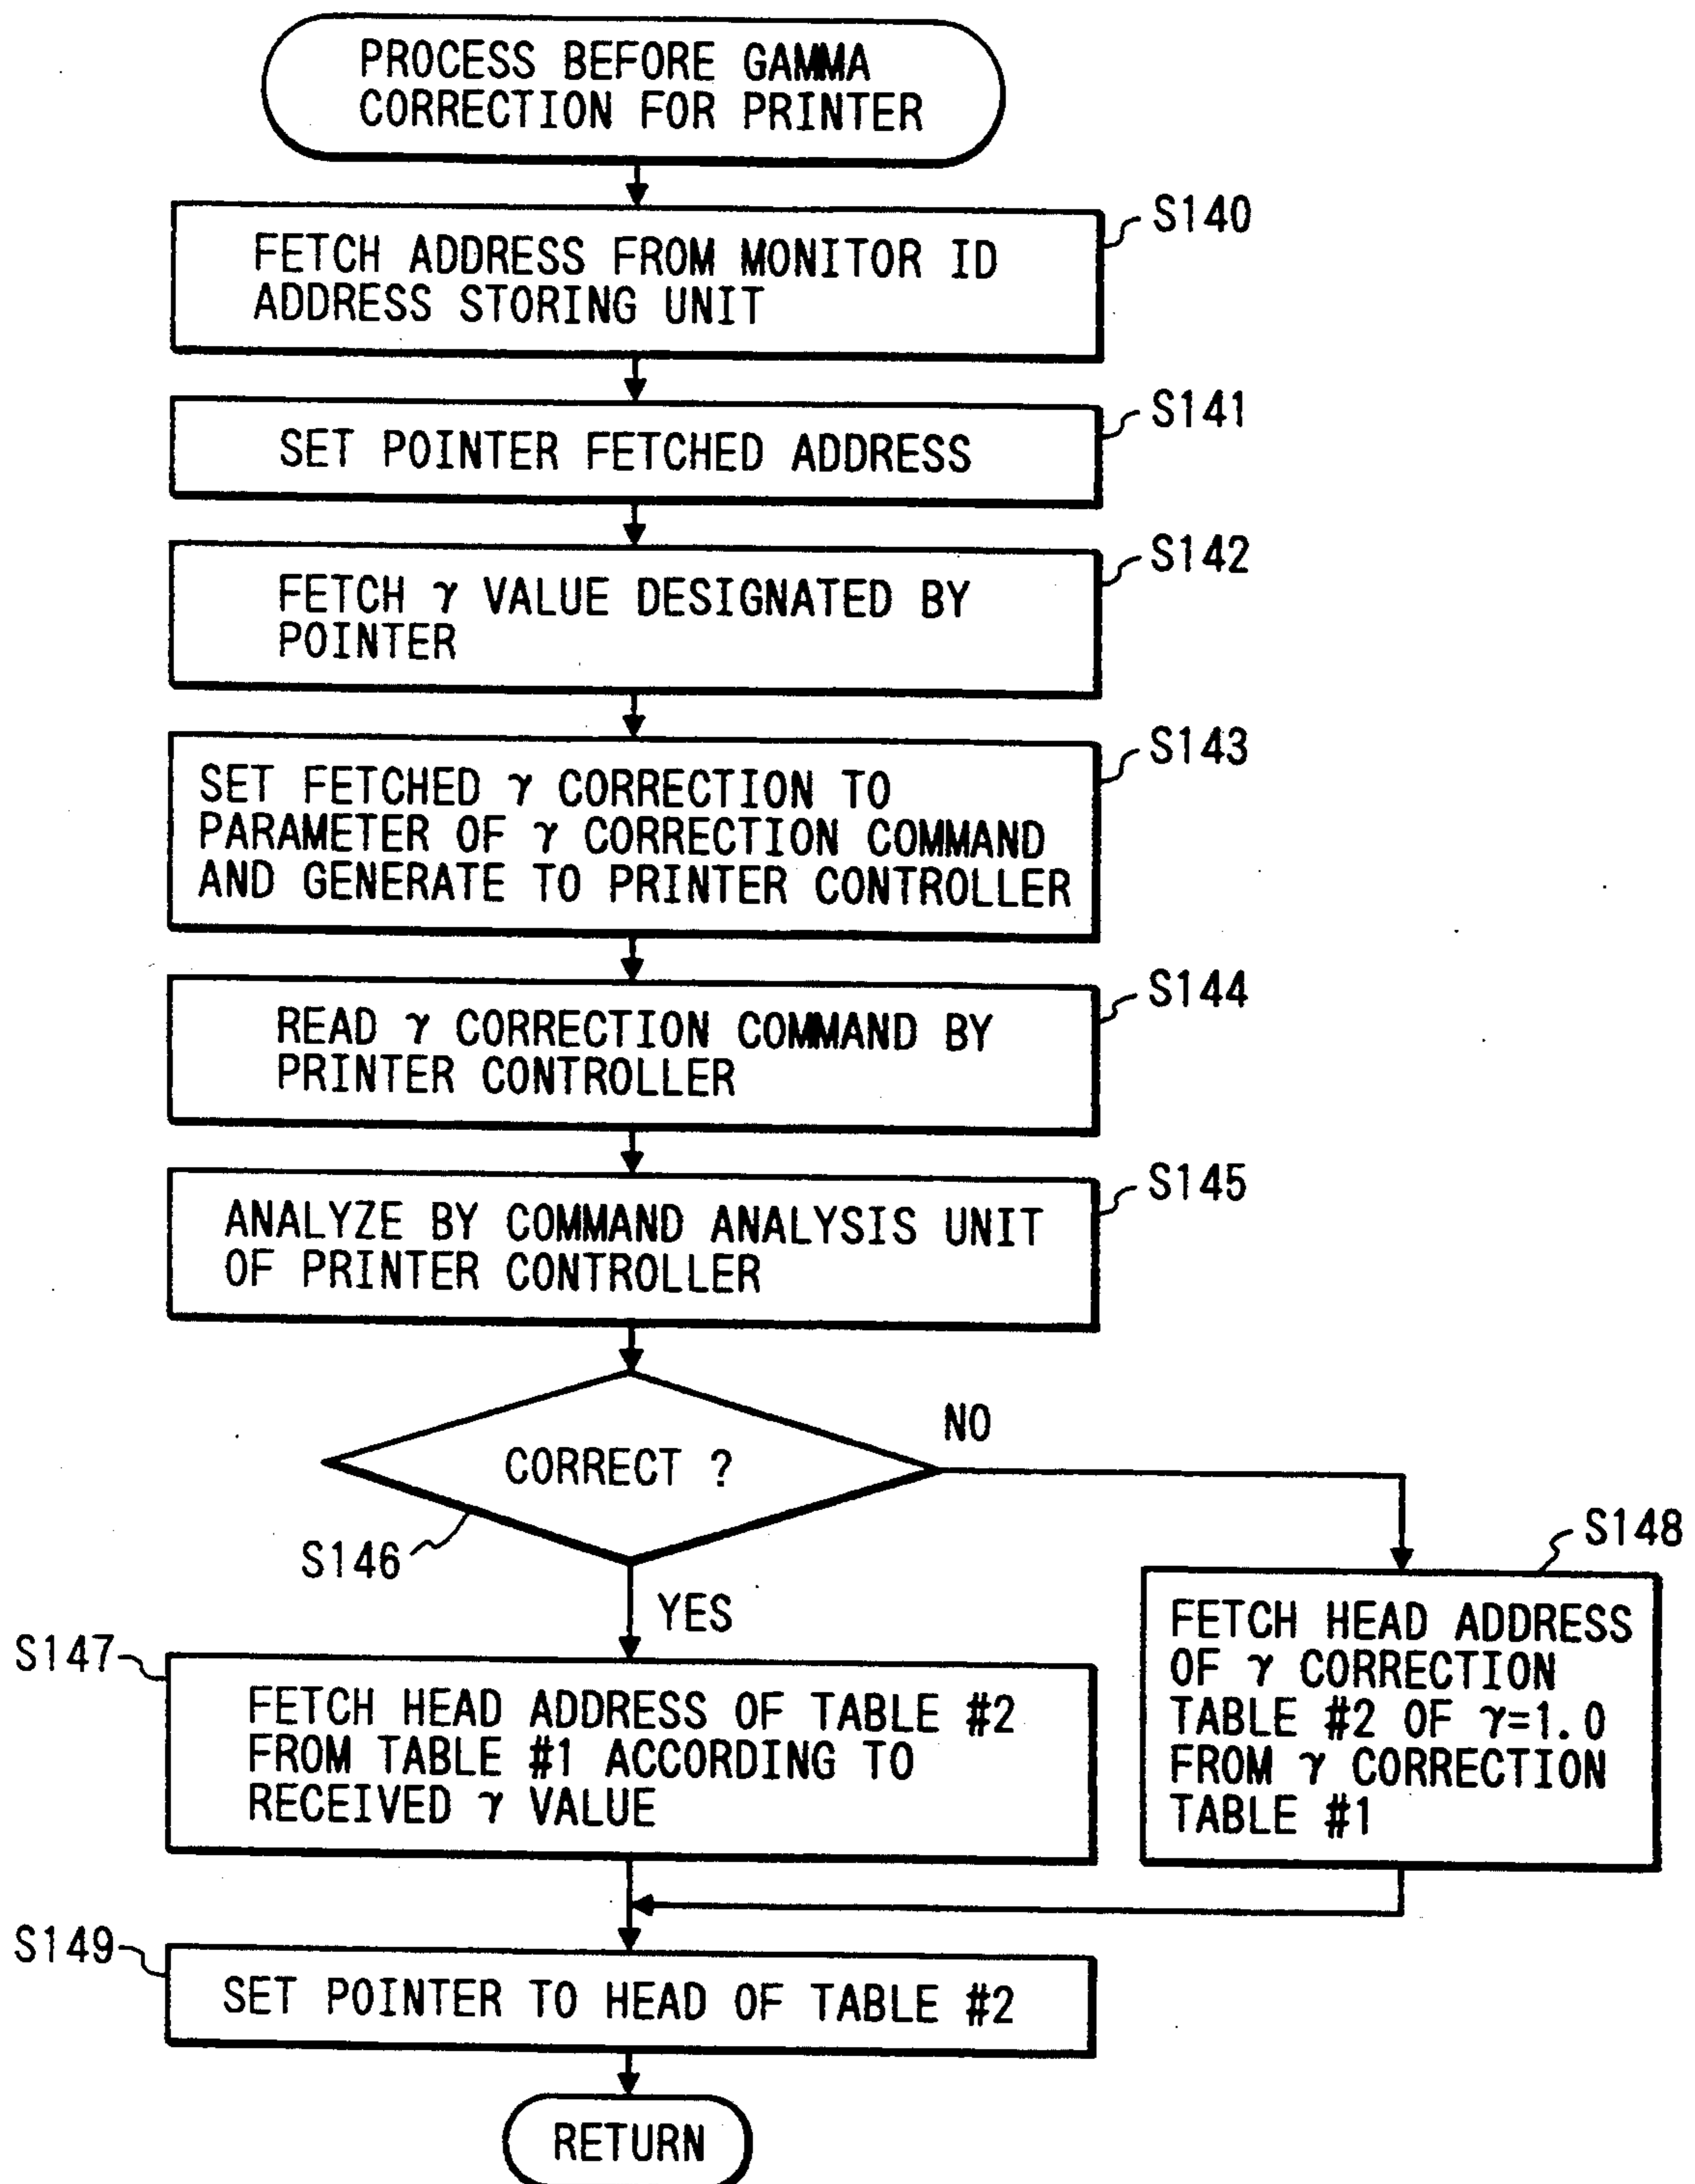 PROCESS BEFORE GAMMA
CORRECTION FOR PRINTER
S140
FETCH ADDRESS FROM MONITOR ID
ADDRESS STORING UNIT
S141
SET POINTER FETCHED ADDRESS
S142
FETCH γ VALUE DESIGNATED BY
POINTER
S143
SET FETCHED γ CORRECTION TO
PARAMETER OF γ CORRECTION COMMAND
AND GENERATE TO PRINTER CONTROLLER
S144
READ γ CORRECTION COMMAND BY
PRINTER CONTROLLER
S145
ANALYZE BY COMMAND ANALYSIS UNIT
OF PRINTER CONTROLLER
NO
CORRECT ?
S146
YES
S148
FETCH HEAD ADDRESS
OF γ CORRECTION
TABLE #2 OF γ=1.0
FROM γ CORRECTION
TABLE #1
S147
FETCH HEAD ADDRESS OF TABLE #2
FROM TABLE #1 ACCORDING TO
RECEIVED γ VALUE
S149
SET POINTER TO HEAD OF TABLE #2
RETURN